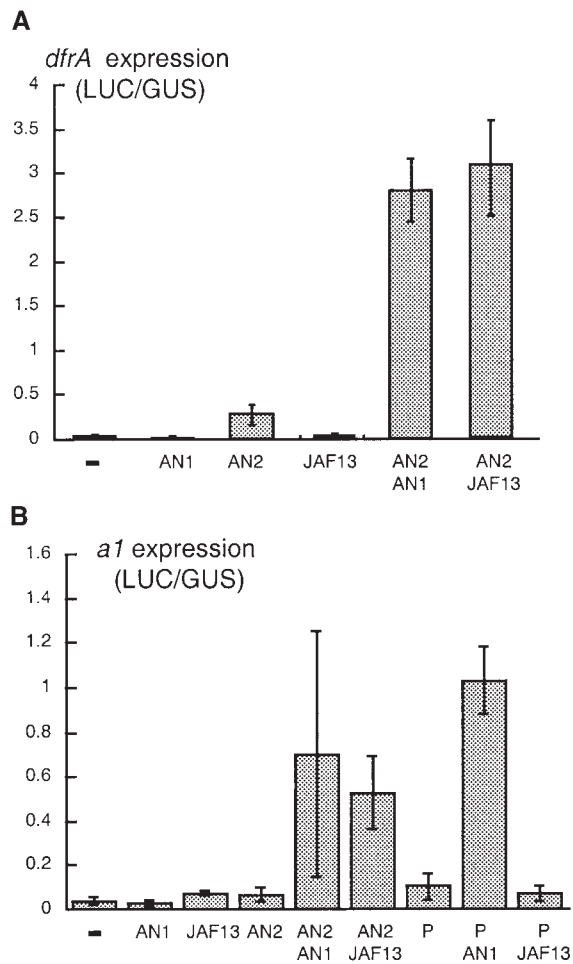 A
dfrA expression
(LUC/GUS)
4
3.5
3
2.5
2
1.5
1
0.5
0
- AN1 AN2 JAF13 AN2 AN2
AN1 JAF13
B
a1 expression
(LUC/GUS)
1.6
1.4
1.2
1
0.8
0.6
0.4
0.2
0
- AN1 JAF13 AN2 AN2 AN2 P P P
AN1 JAF13 AN1 JAF13